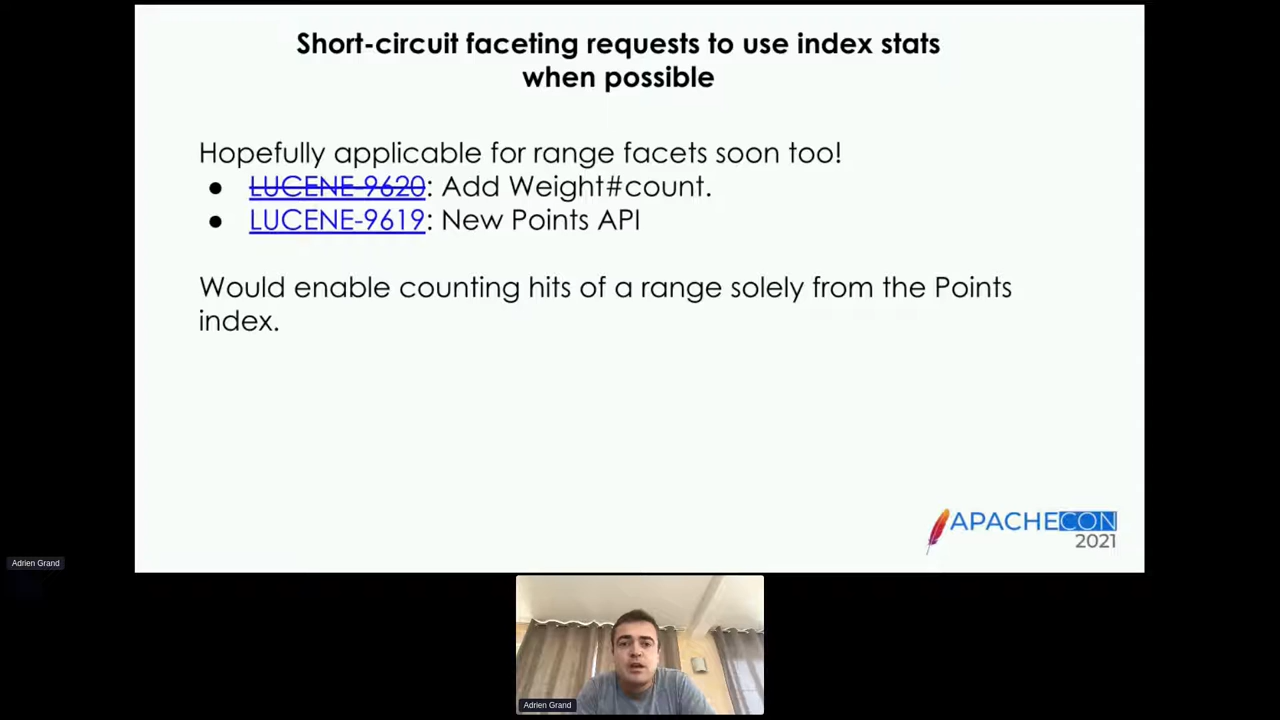 Short-circuit faceting requests to use index stats
when possible
Hopefully applicable for range facets soon too!
● LUCENE-9620: Add Weight#count.
● LUCENE-9619: New Points API
Would enable counting hits of a range solely from the Points
index.
APACHECON
2021
Adrien Grand
Adrien Grand